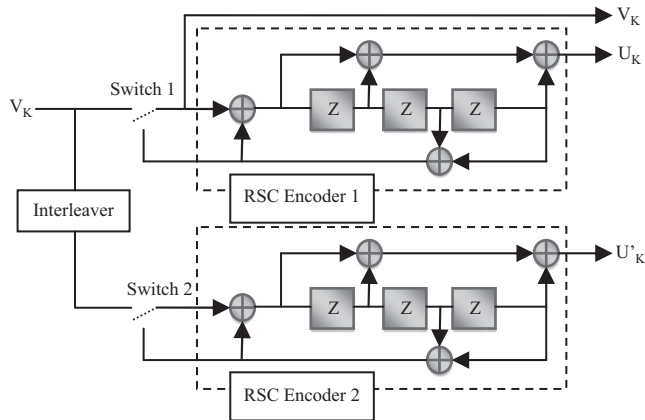 V_K
Switch 1
V_K
U_K
Z Z Z
RSC Encoder 1
Interleaver
Switch 2
U'_K
Z Z Z
RSC Encoder 2